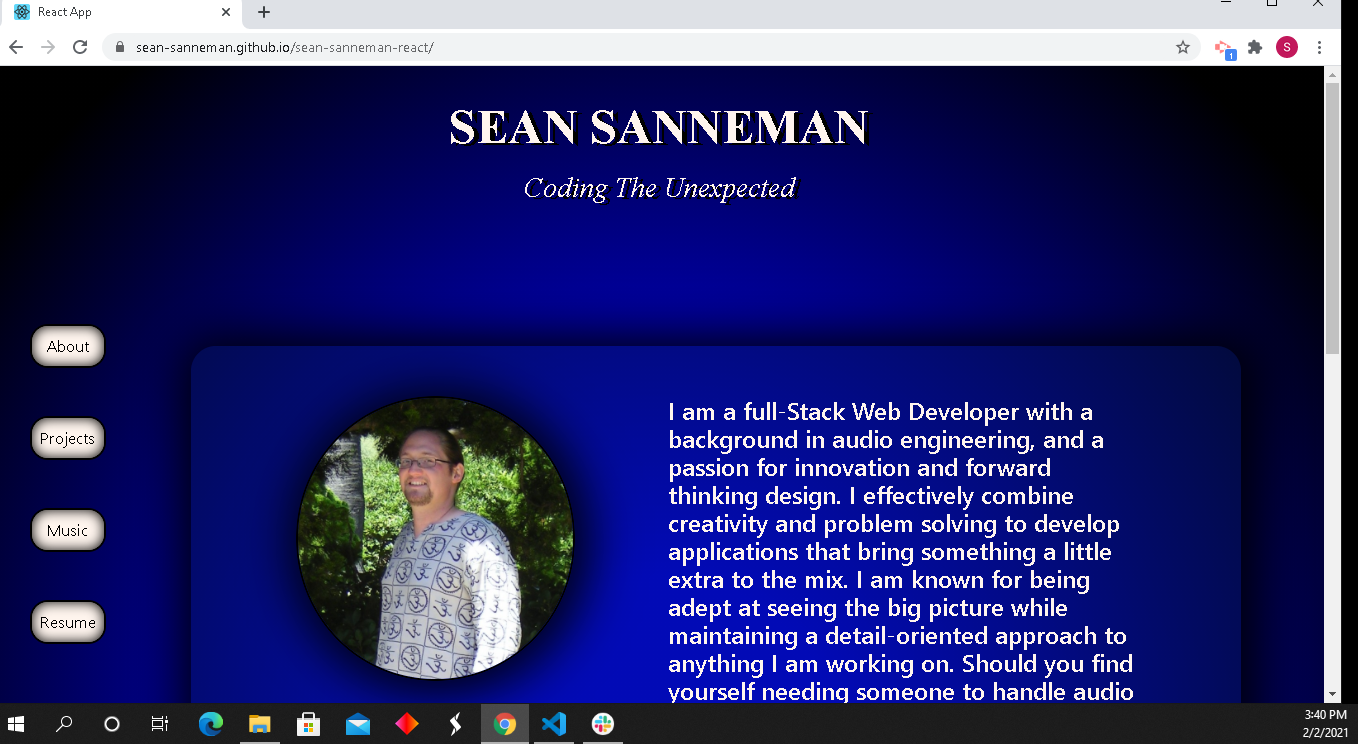 React App
sean-sanneman.github.io/sean-sanneman-react/
S
1
SEAN SANNEMAN
Coding The Unexpected
About
Projects
Music
Resume
I am a full-Stack Web Developer with a
background in audio engineering, and a
passion for innovation and forward
thinking design. I effectively combine
creativity and problem solving to develop
applications that bring something a little
extra to the mix. I am known for being
adept at seeing the big picture while
maintaining a detail-oriented approach to
anything I am working on. Should you find
yourself needing someone to handle audio
3:40 PM
2/2/2021